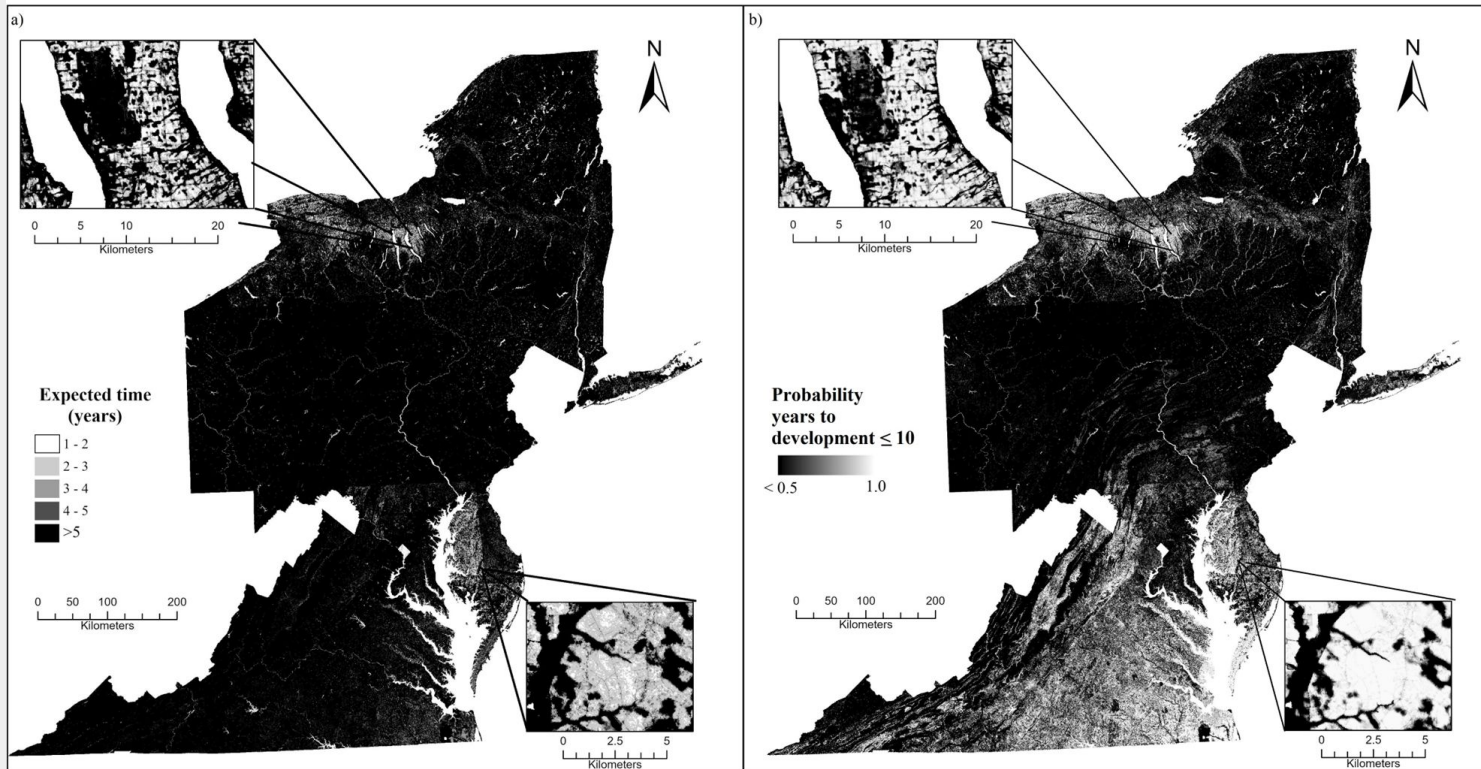 a)
N
0 5 10 20
Kilometers
Expected time
(years)
1 - 2
2 - 3
3 - 4
4 - 5
>5
0 50 100 200
Kilometers
0 2.5 5
Kilometers
b)
N
0 5 10 20
Kilometers
Probability
years to
development ≤ 10
< 0.5 1.0
0 50 100 200
Kilometers
0 2.5 5
Kilometers